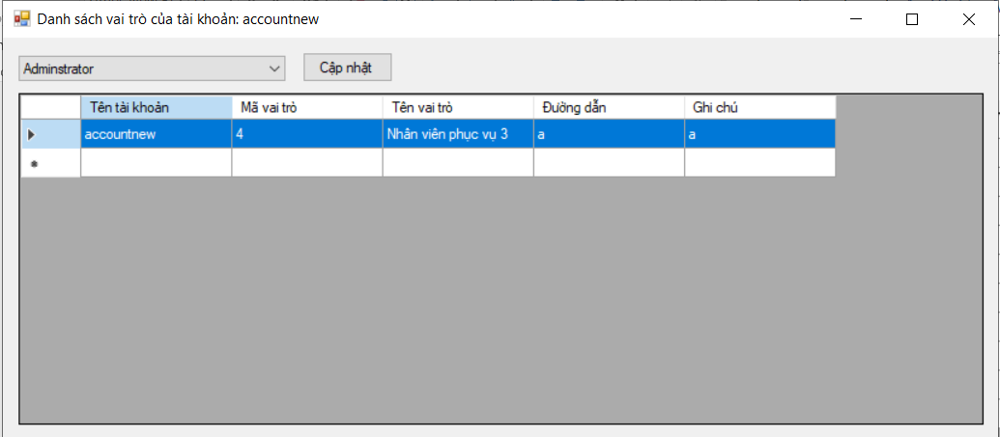 Danh sách vai trò của tài khoản: accountnew
Adminstrator
Cập nhật
Tên tài khoản Mã vai trò Tên vai trò Đường dẫn Ghi chú
accountnew 4 Nhân viên phục vụ 3 a a